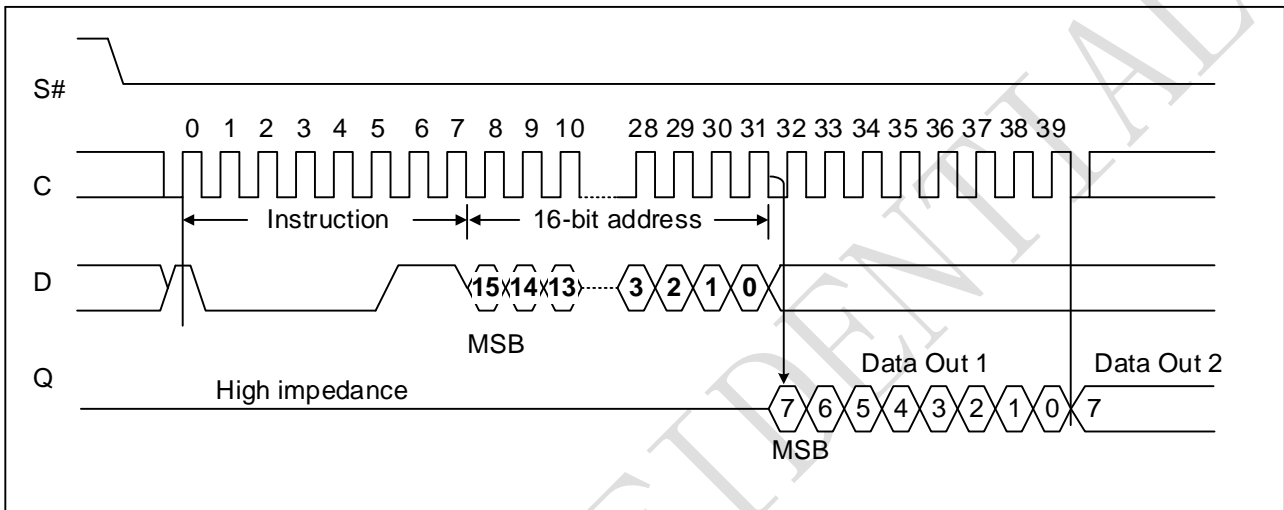 S#
0 1 2 3 4 5 6 7 8 9 10 28 29 30 31 32 33 34 35 36 37 38 39
C
Instruction 16-bit address
D
15 14 13 3 2 1 0
MSB
Q
High impedance
Data Out 1 Data Out 2
7 6 5 4 3 2 1 0 7
MSB
IDENTIAL